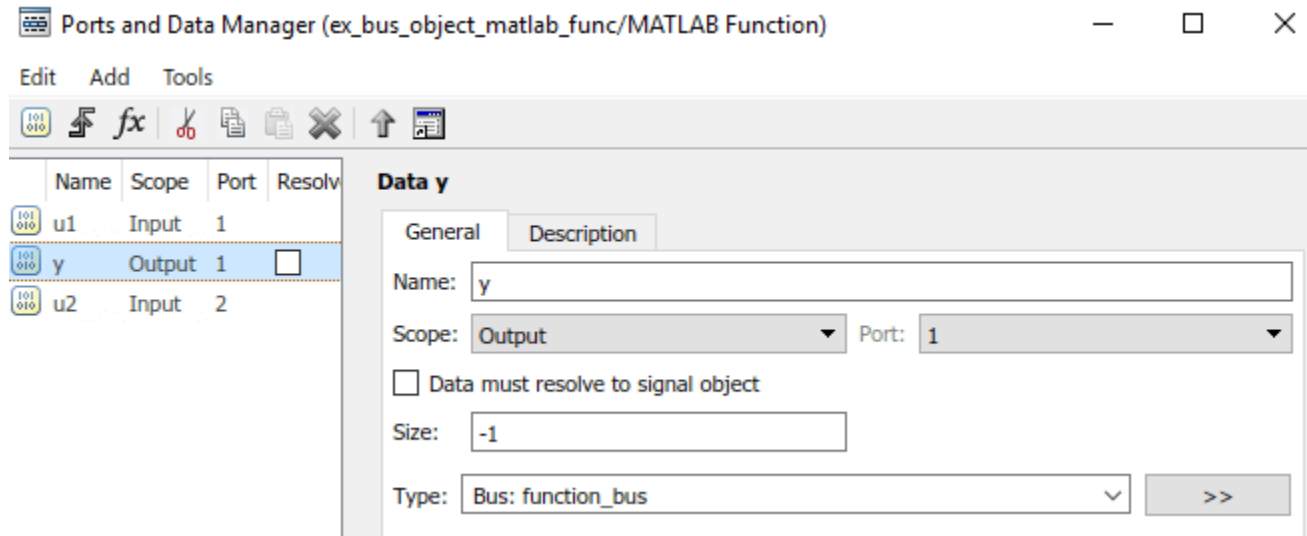 Ports and Data Manager (ex_bus_object_matlab_func/MATLAB Function)
Edit Add Tools
fx
Name Scope Port Resolv
u1 Input 1
y Output 1
u2 Input 2
Data y
General Description
Name: y
Scope: Output Port: 1
Data must resolve to signal object
Size: -1
Type: Bus: function_bus >>